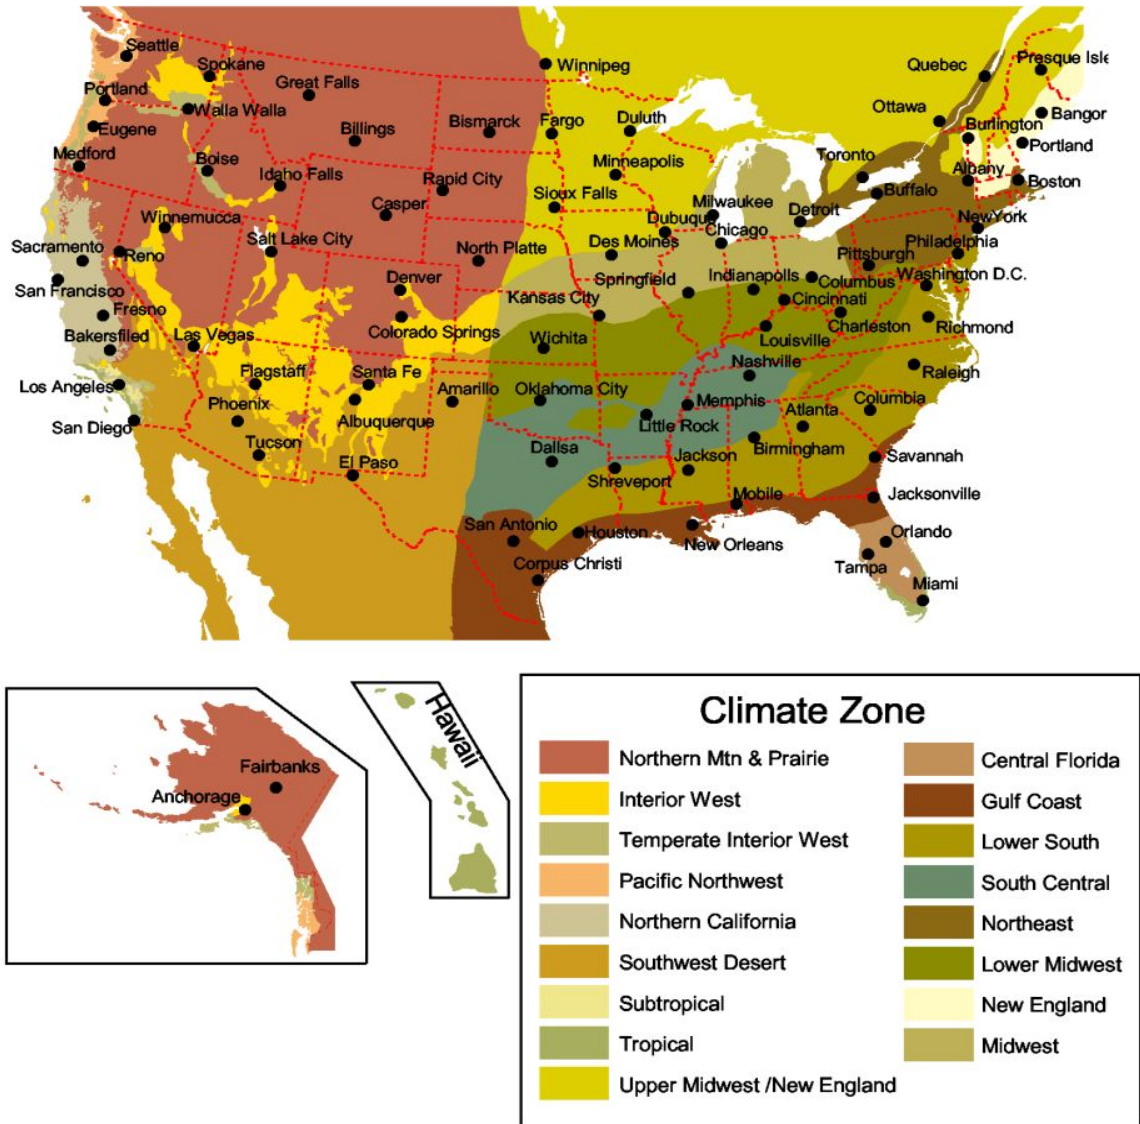 Seattle
Spokane
Great Falls
Winnipeg
Quebec
Presque Isle
Portland
Walla Walla
Bismarck
Fargo
Duluth
Ottawa
Burlington
Bangor
Eugene
Billings
Minneapolis
Toronto
Portland
Medford
Boise
Idaho Falls
Rapid City
Sioux Falls
Albany
Boston
Casper
Milwaukee
Detroit
Buffalo
Winnemucca
Dubuque
Chicago
NewYork
Sacramento
Reno
Salt Lake City
North Platte
Des Moines
Pittsburgh
Philadelphia
San Francisco
Denver
Springfield
Indianapolls
Columbus
Washington D.C.
Fresno
Kansas City
Cincinnati
Bakersfiled
Las Vegas
Colorado Springs
Wichita
Louisville
Charleston
Richmond
Los Angeles
Flagstaff
Santa Fe
Amarillo
Oklahoma City
Nashville
Raleigh
San Diego
Phoenix
Albuquerque
Little Rock
Memphis
Atlanta
Columbia
Tucson
El Paso
Dallsa
Jackson
Birmingham
Savannah
Shreveport
Mobile
Jacksonville
San Antonio
Houston
New Orleans
Orlando
Corpus Christi
Tampa
Miami
Fairbanks
Anchorage
Hawaii
Climate Zone
Northern Mtn & Prairie
Interior West
Temperate Interior West
Pacific Northwest
Northern California
Southwest Desert
Subtropical
Tropical
Upper Midwest /New England
Central Florida
Gulf Coast
Lower South
South Central
Northeast
Lower Midwest
New England
Midwest